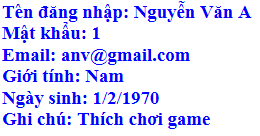 Tên đăng nhập: Nguyễn Văn A
Mật khẩu: 1
Email: anv@gmail.com
Giới tính: Nam
Ngày sinh: 1/2/1970
Ghi chú: Thích chơi game